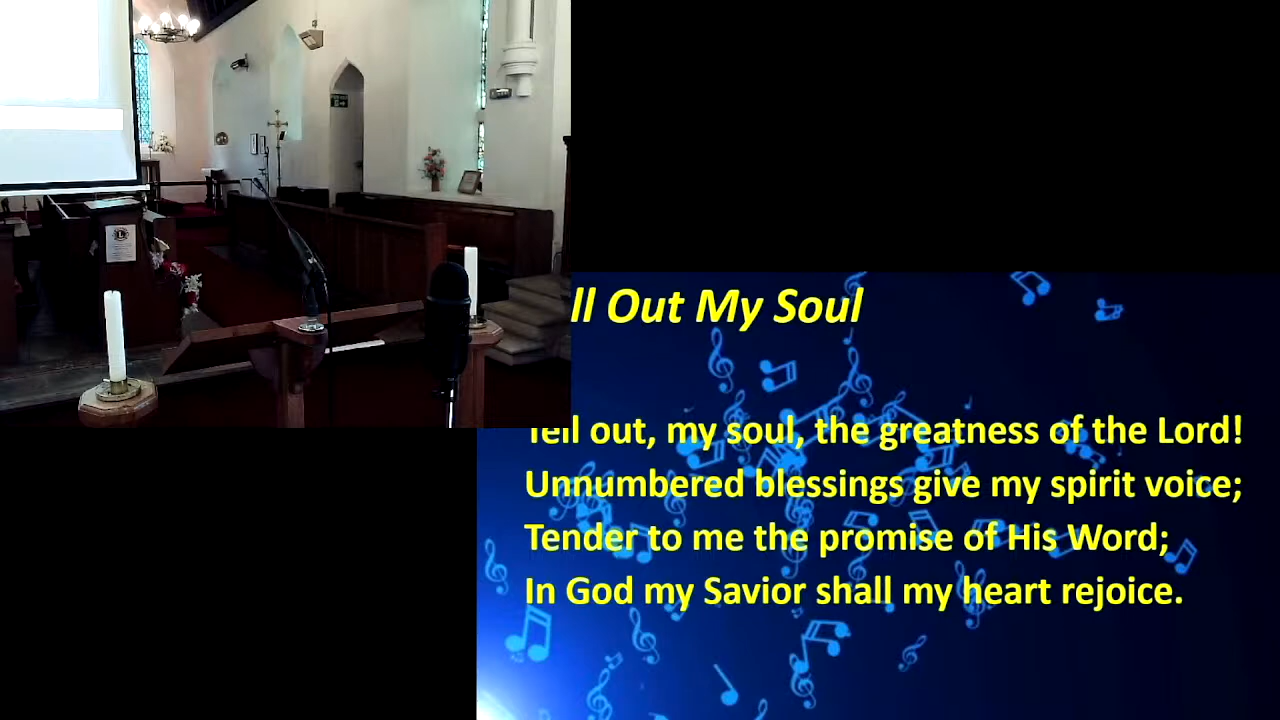 ll Out My Soul
Tell out, my soul, the greatness of the Lord!
Unnumbered blessings give my spirit voice;
Tender to me the promise of His Word;
In God my Savior shall my heart rejoice.